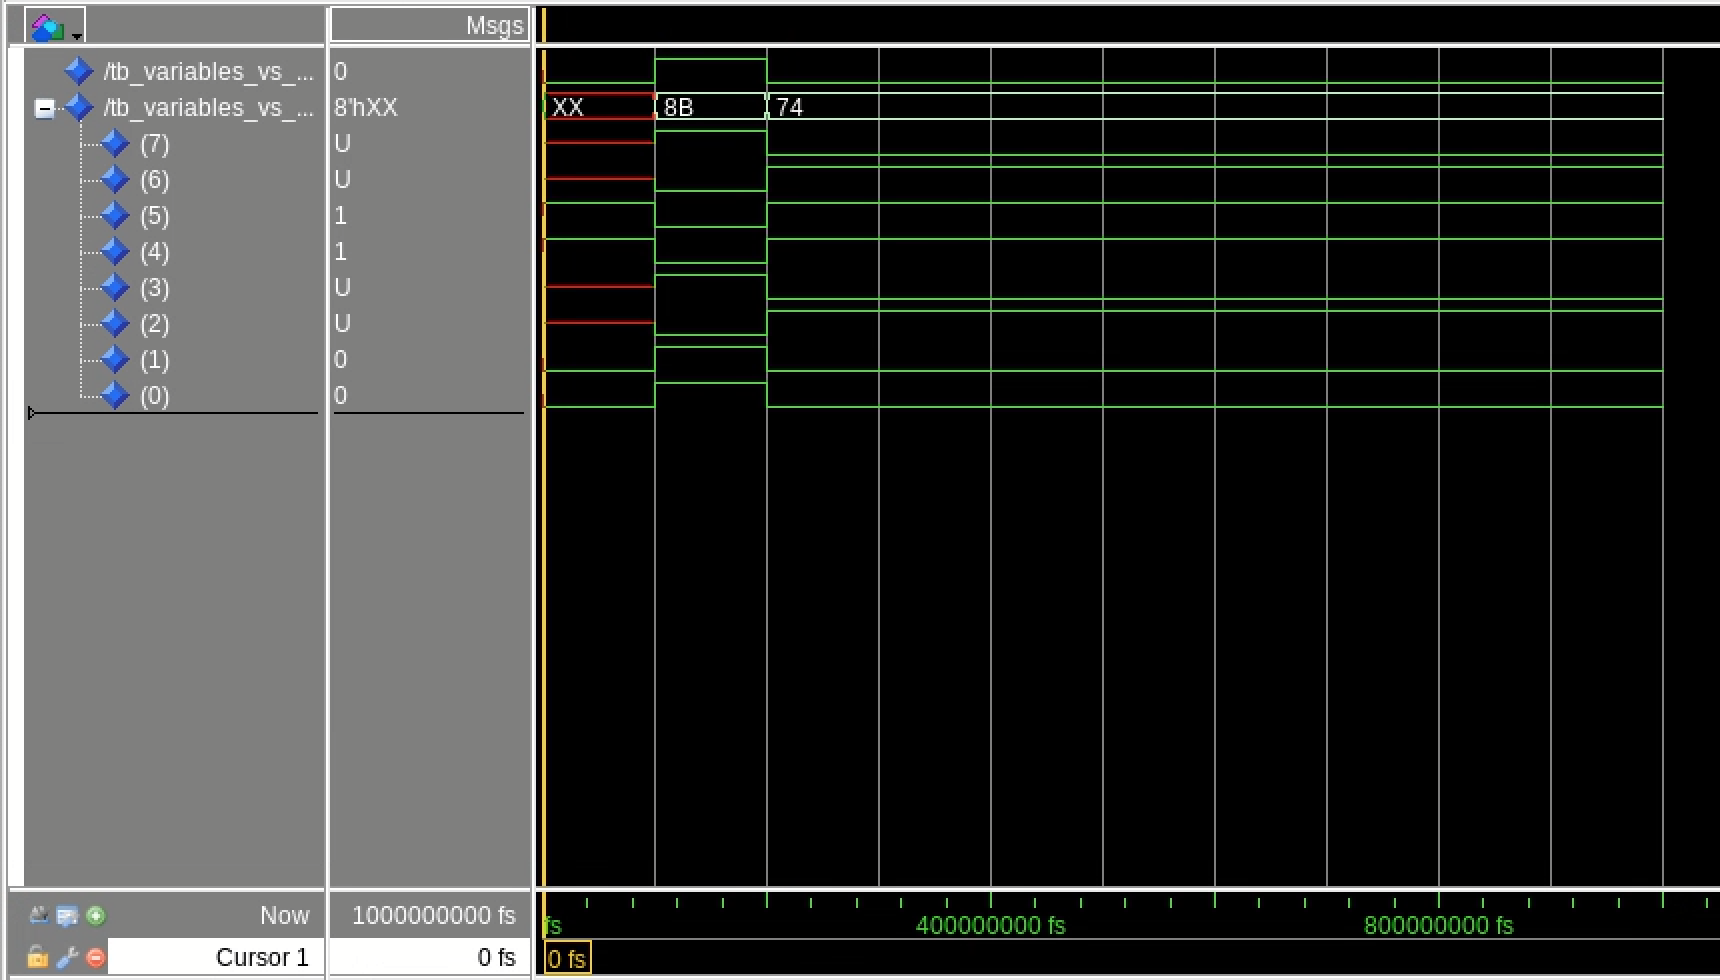 Msgs
/tb_variables_vs_... 0
/tb_variables_vs_... 8'hXX XX 8B 74
(7) U
(6) U
(5) 1
(4) 1
(3) U
(2) U
(1) 0
(0) 0
Now 1000000000 fs fs 400000000 fs 800000000 fs
Cursor 1 0 fs 0 fs